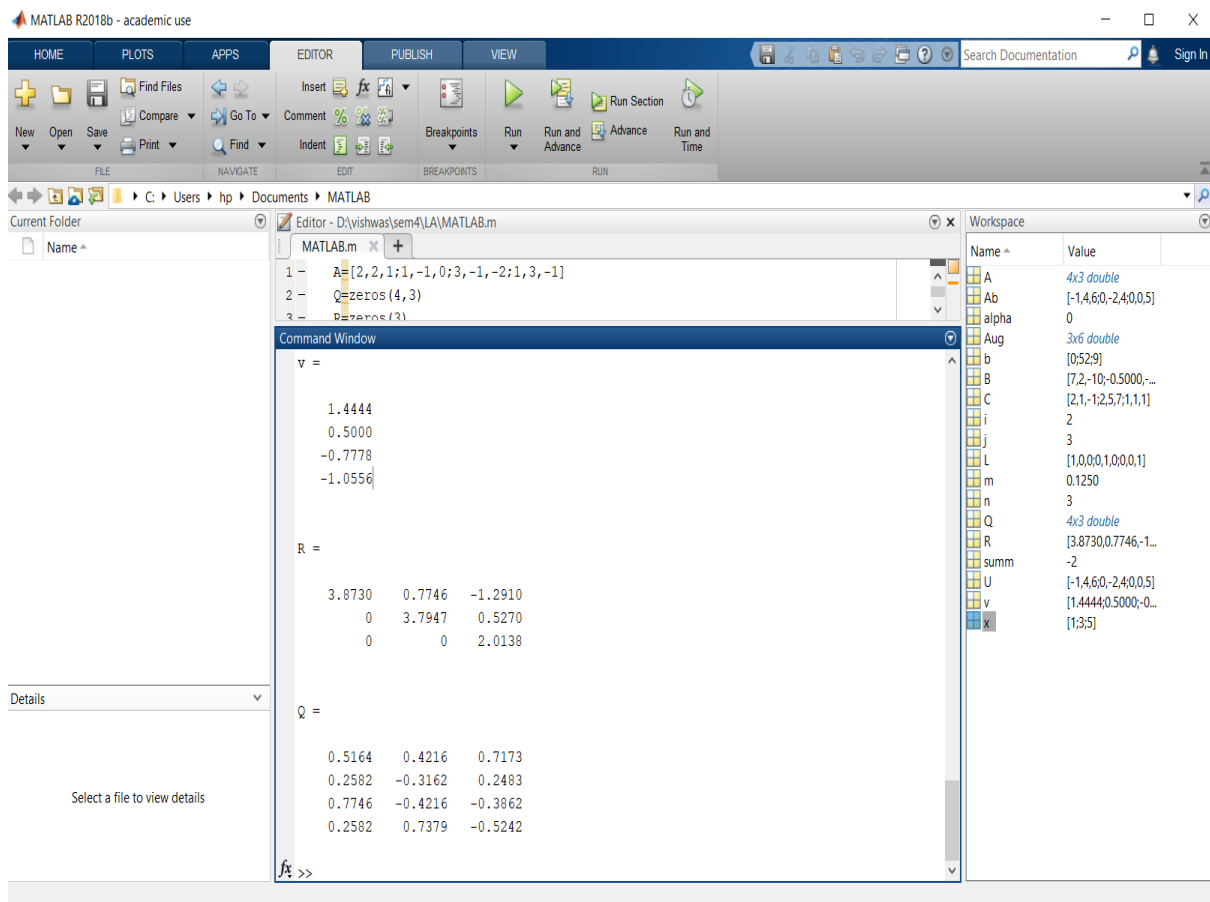 MATLAB R2018b - academic use
HOME PLOTS APPS EDITOR PUBLISH VIEW Search Documentation Sign In
Find Files Insert fx
Compare Go To Comment Run Section
New Open Save Breakpoints Run Run and Advance Advance Run and Time
Print Find Indent
FILE NAVIGATE EDIT BREAKPOINTS RUN
C: Users hp Documents MATLAB
Current Folder
Name
Details
Select a file to view details
Editor - D:\vishwas\sem4\LA\MATLAB.m
MATLAB.m
1 - A=[2,2,1;1,-1,0;3,-1,-2;1,3,-1]
2 - Q=zeros(4,3)
3 - R=zeros(3)
Command Window
v =
1.4444
0.5000
-0.7778
-1.0556
R =
3.8730 0.7746 -1.2910
0 3.7947 0.5270
0 0 2.0138
Q =
0.5164 0.4216 0.7173
0.2582 -0.3162 0.2483
0.7746 -0.4216 -0.3862
0.2582 0.7379 -0.5242
fx >>
Workspace
Name Value
A 4x3 double
Ab [-1,4,6;0,-2,4;0,0,5]
alpha 0
Aug 3x6 double
b [0;52;9]
B [7,2,-10;-0.5000,-...
C [2,1,-1;2,5,7;1,1,1]
i 2
j 3
L [1,0,0;0,1,0;0,0,1]
m 0.1250
n 3
Q 4x3 double
R [3.8730,0.7746,-1...
summ -2
U [-1,4,6;0,-2,4;0,0,5]
v [1.4444;0.5000;-0...
x [1;3;5]